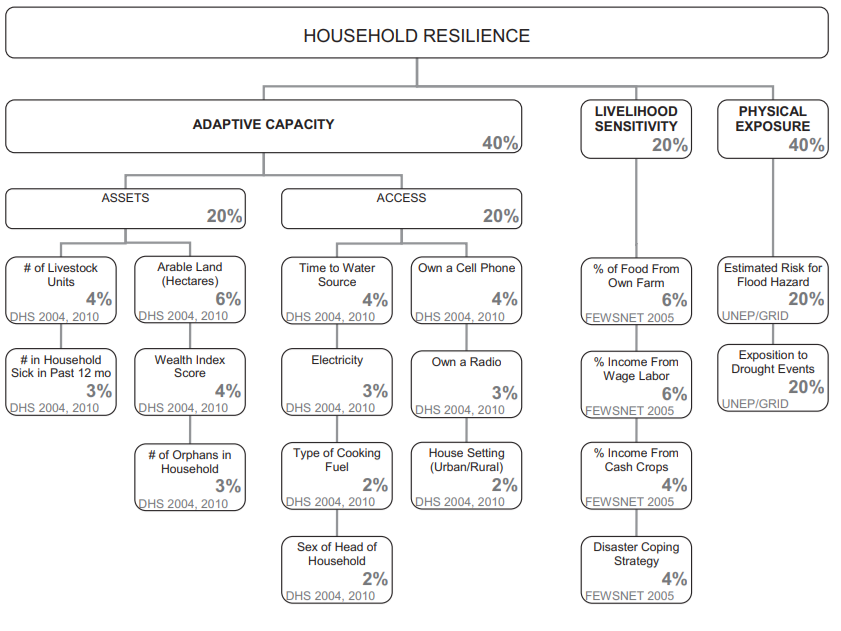 HOUSEHOLD RESILIENCE
ADAPTIVE CAPACITY
40%
LIVELIHOOD
SENSITIVITY
20%
PHYSICAL
EXPOSURE
40%
ASSETS
20%
ACCESS
20%
# of Livestock
Units
4%
DHS 2004, 2010
# in Household
Sick in Past 12 mo
3%
DHS 2004, 2010
Arable Land
(Hectares)
6%
DHS 2004, 2010
Wealth Index
Score
4%
DHS 2004, 2010
# of Orphans in
Household
3%
DHS 2004, 2010
Time to Water
Source
4%
DHS 2004, 2010
Electricity
3%
DHS 2004, 2010
Type of Cooking
Fuel
2%
DHS 2004, 2010
Sex of Head of
Household
2%
DHS 2004, 2010
Own a Cell Phone
4%
DHS 2004, 2010
Own a Radio
3%
DHS 2004, 2010
House Setting
(Urban/Rural)
2%
DHS 2004, 2010
% of Food From
Own Farm
6%
FEWSNET 2005
% Income From
Wage Labor
6%
FEWSNET 2005
% Income From
Cash Crops
4%
FEWSNET 2005
Disaster Coping
Strategy
4%
FEWSNET 2005
Estimated Risk for
Flood Hazard
20%
UNEP/GRID
Exposition to
Drought Events
20%
UNEP/GRID